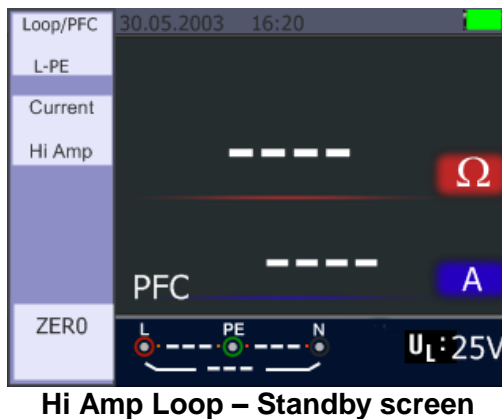 Loop/PFC 30.05.2003 16:20
L-PE
Current
Hi Amp
---- Ω
PFC ---- A
ZERO
L PE N
--- ---
---
UL:25V
Hi Amp Loop – Standby screen